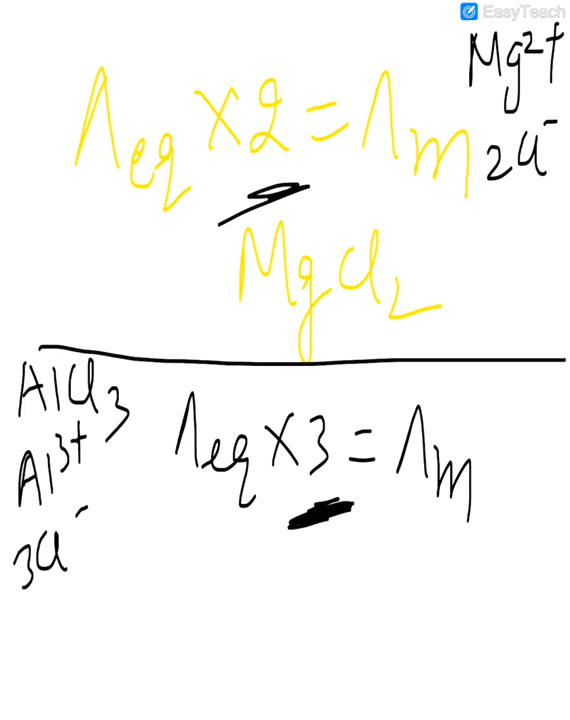 EasyTeach
Mg²⁺
2Cl⁻
Λeq × 2 = Λm
MgCl₂
AlCl₃
Al³⁺
3Cl⁻
Λeq × 3 = Λm